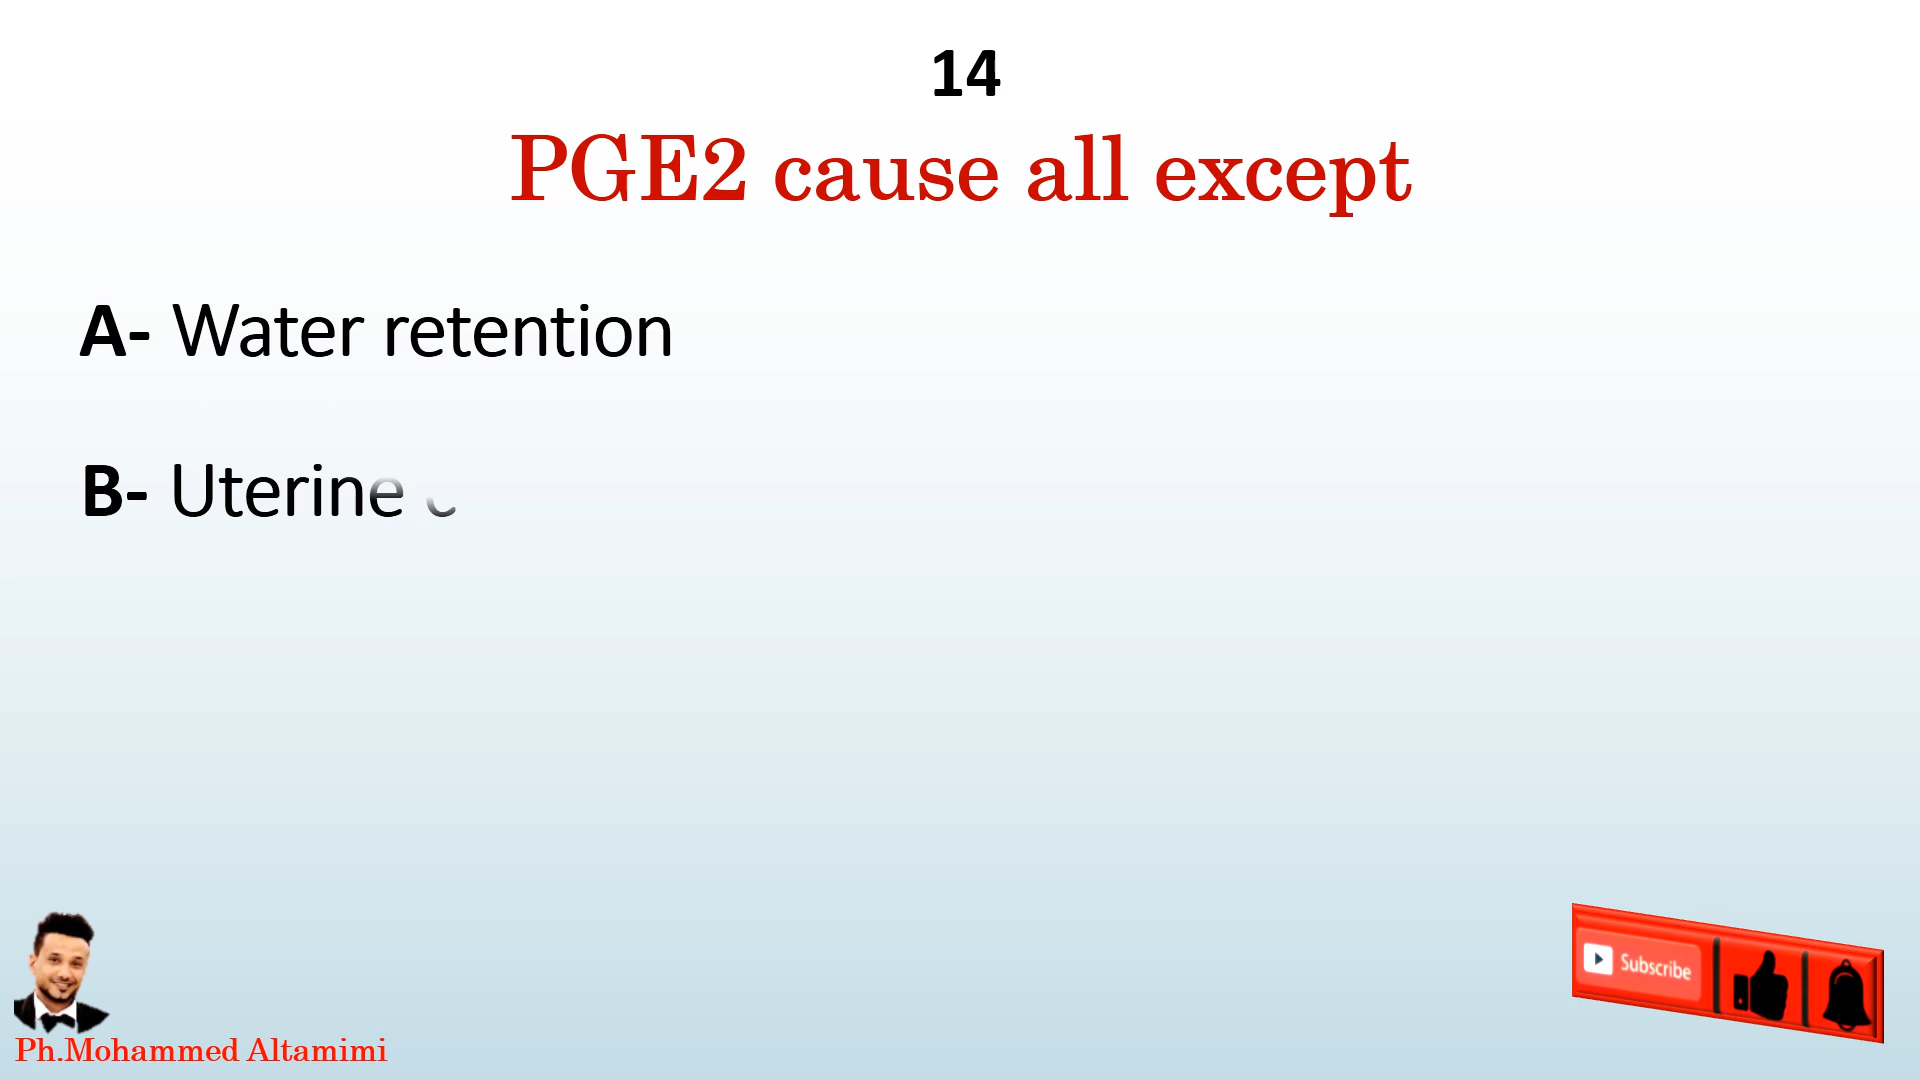 14
PGE2 cause all except
A- Water retention
B- Uterine
Subscribe
Ph.Mohammed Altamimi